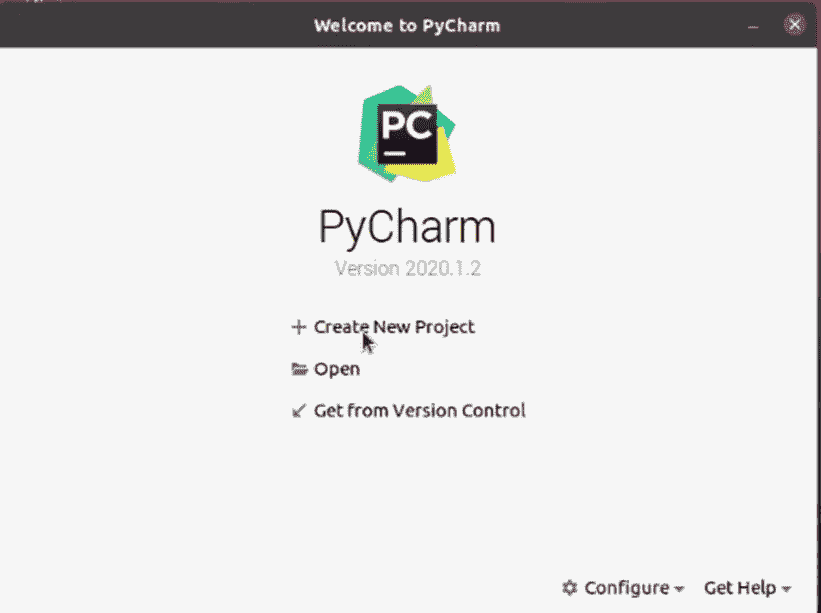 Welcome to PyCharm
PC
PyCharm
Version 2020.1.2
Create New Project
Open
Get from Version Control
Configure
Get Help